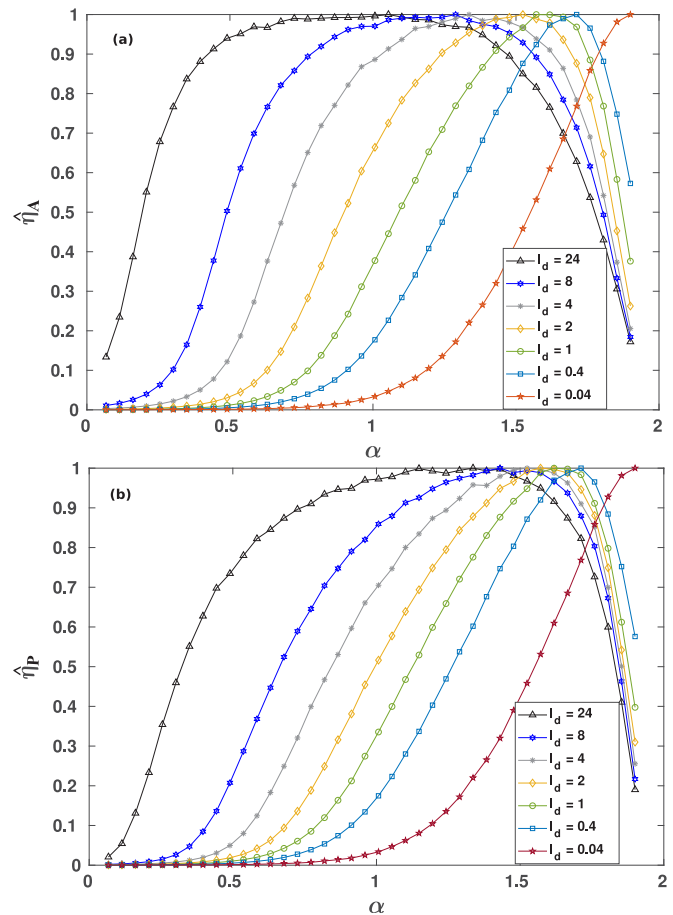 (a)
1
0.9
0.8
0.7
0.6
0.5
0.4
0.3
0.2
0.1
0
η̂_A
I_d = 24
I_d = 8
I_d = 4
I_d = 2
I_d = 1
I_d = 0.4
I_d = 0.04
0 0.5 1 1.5 2
α
(b)
1
0.9
0.8
0.7
0.6
0.5
0.4
0.3
0.2
0.1
0
η̂_P
I_d = 24
I_d = 8
I_d = 4
I_d = 2
I_d = 1
I_d = 0.4
I_d = 0.04
0 0.5 1 1.5 2
α